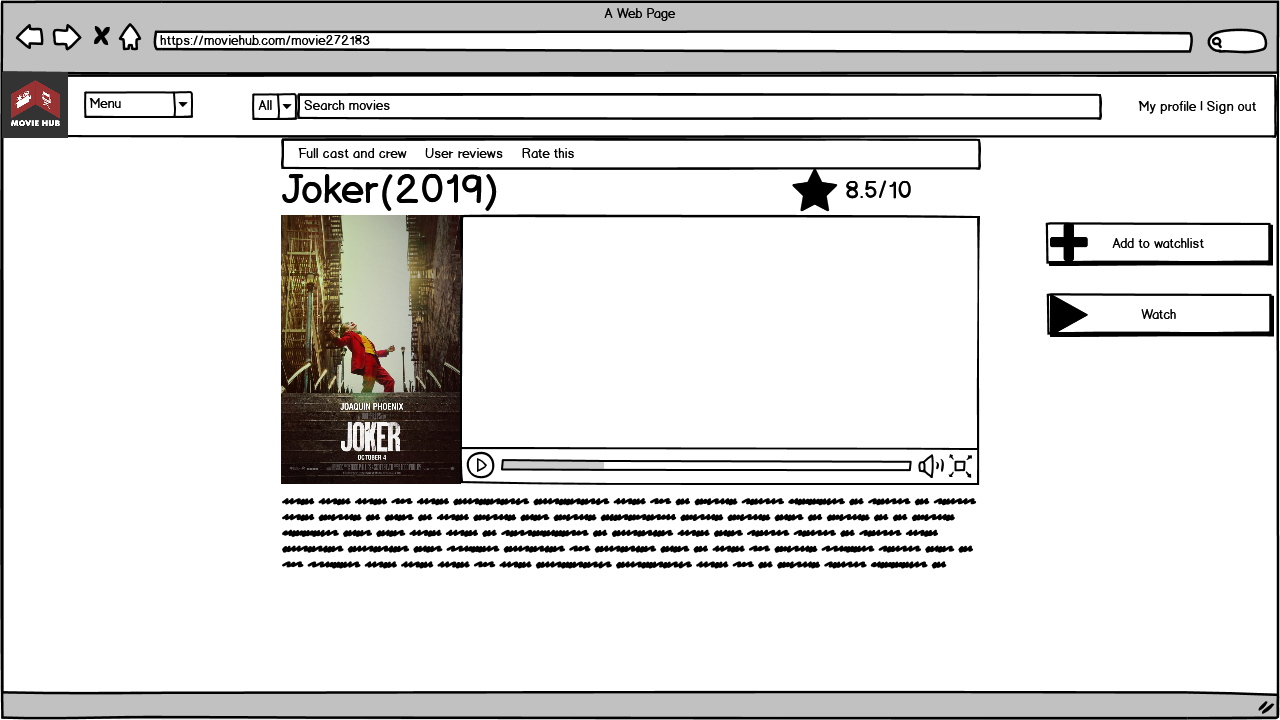 A Web Page
https://moviehub.com/movie272183
MOVIE HUB
Menu
All
Search movies
My profile | Sign out
Full cast and crew User reviews Rate this
Joker(2019)
8.5/10
Add to watchlist
Watch
JOAQUIN PHOENIX
JOKER
OCTOBER 4